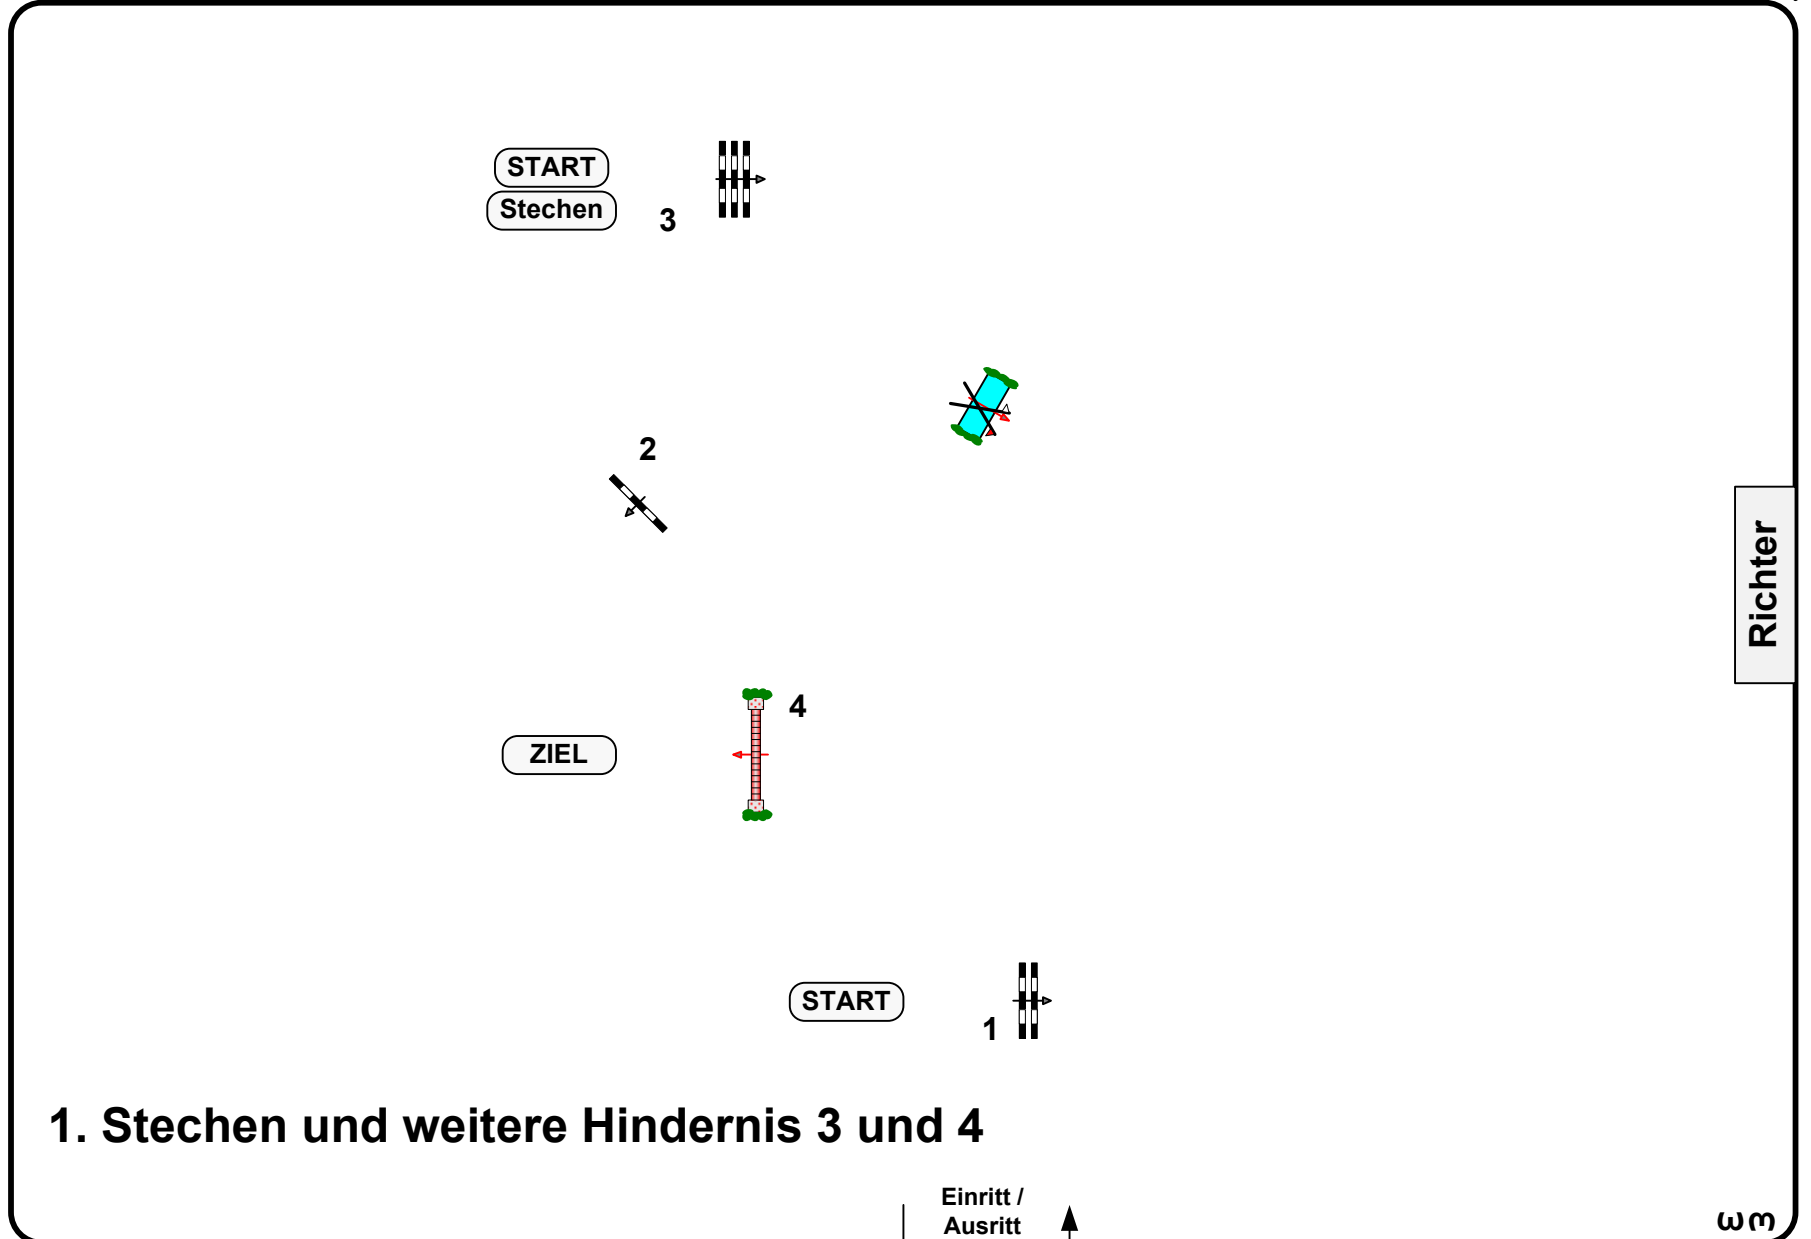 START
Stechen
3
2
Richter
4
ZIEL
START
1
1. Stechen und weitere Hindernis 3 und 4
Einritt /
Ausritt